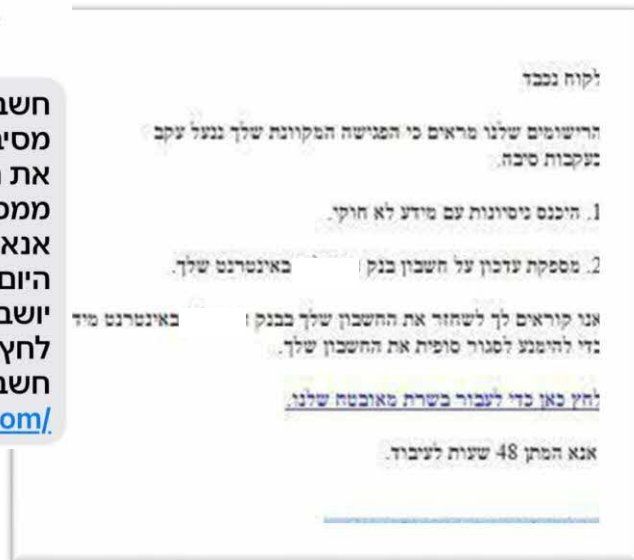 לקוח נכבד
הרישומים שלנו מראים כי הפגישה המקוונת שלך ננעל עקב
בעקבות סיבה.
1. היכנס ניסיונות עם מידע לא חוקי.
2. מספקת עדכון על חשבון בנק באינטרנט שלך.
אנו קוראים לך לשחזר את החשבון שלך בבנק באינטרנט מיד
כדי להימנע לסגור סופית את החשבון שלך.
לחץ כאן כדי לעבור בשרת מאובטח שלנו.
אנא המתן 48 שעות לעיבוד.
חשב
מסי
את
ממ
אנא
היום
יושב
לחץ
חשב
om/